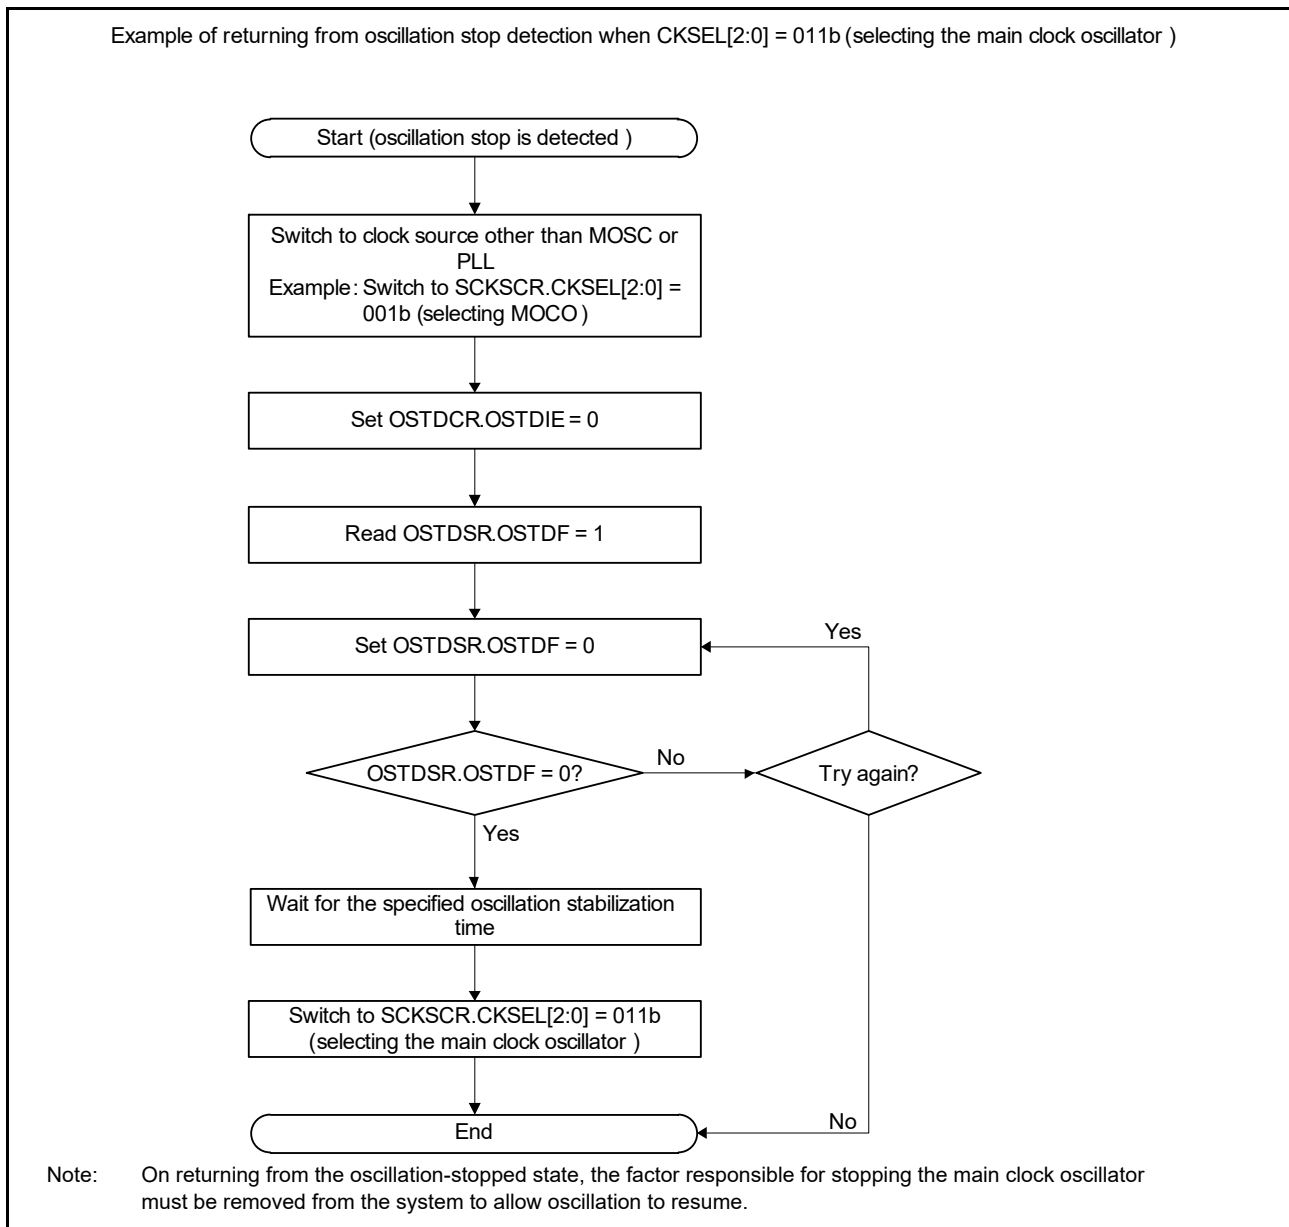 Example of returning from oscillation stop detection when CKSEL[2:0] = 011b (selecting the main clock oscillator )
Start (oscillation stop is detected )
Switch to clock source other than MOSC or
PLL
Example: Switch to SCKSCR.CKSEL[2:0] =
001b (selecting MOCO )
Set OSTDCR.OSTDIE = 0
Read OSTDSR.OSTDF = 1
Set OSTDSR.OSTDF = 0
Yes
OSTDSR.OSTDF = 0?
No
Try again?
Yes
Wait for the specified oscillation stabilization
time
Switch to SCKSCR.CKSEL[2:0] = 011b
(selecting the main clock oscillator )
End
No
Note: On returning from the oscillation-stopped state, the factor responsible for stopping the main clock oscillator
must be removed from the system to allow oscillation to resume.